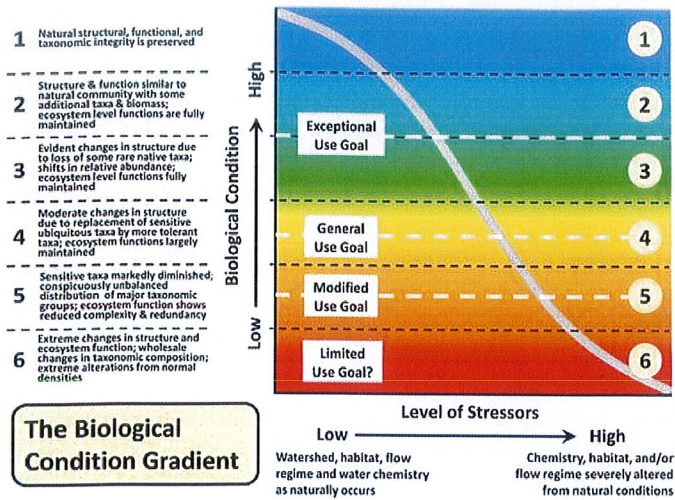 1
Natural structural, functional, and
taxonomic integrity is preserved
2
Structure & function similar to
natural community with some
additional taxa & biomass;
ecosystem level functions are fully
maintained
3
Evident changes in structure due
to loss of some rare native taxa;
shifts in relative abundance;
ecosystem level functions fully
maintained
4
Moderate changes in structure
due to replacement of sensitive
ubiquitous taxa by more tolerant
taxa; ecosystem functions largely
maintained
5
Sensitive taxa markedly diminished;
conspicuously unbalanced
distribution of major taxonomic
groups; ecosystem function shows
reduced complexity & redundancy
6
Extreme changes in structure and
ecosystem function; wholesale
changes in taxonomic composition;
extreme alterations from normal
densities
The Biological
Condition Gradient
High
Biological Condition
Low
Exceptional
Use Goal
General
Use Goal
Modified
Use Goal
Limited
Use Goal?
1
2
3
4
5
6
Level of Stressors
Low
High
Watershed, habitat, flow
regime and water chemistry
as naturally occurs
Chemistry, habitat, and/or
flow regime severely altered
from natural conditions